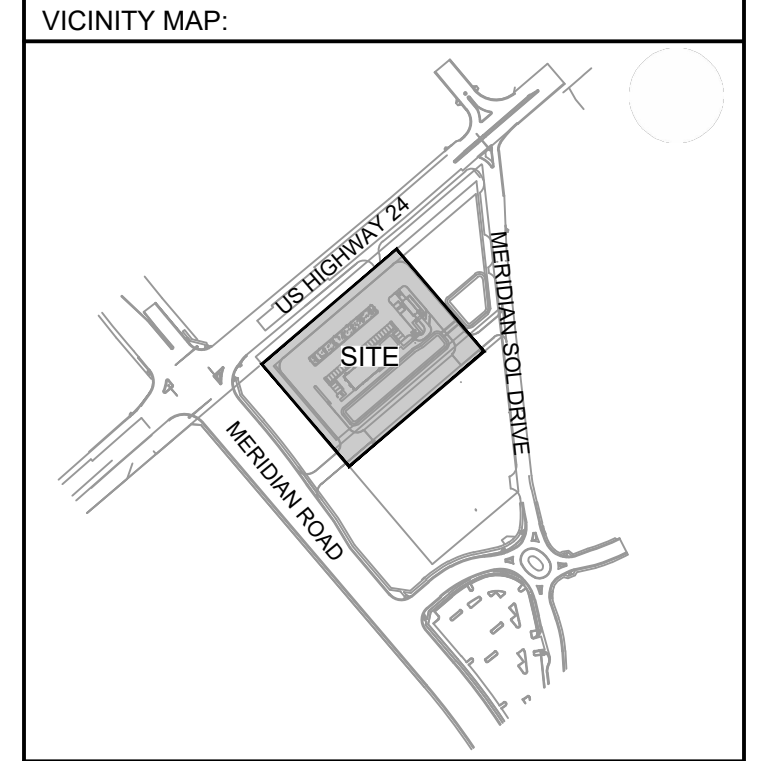 VICINITY MAP:
US HIGHWAY 24
MERIDIAN SOL DRIVE
SITE
MERIDIAN ROAD